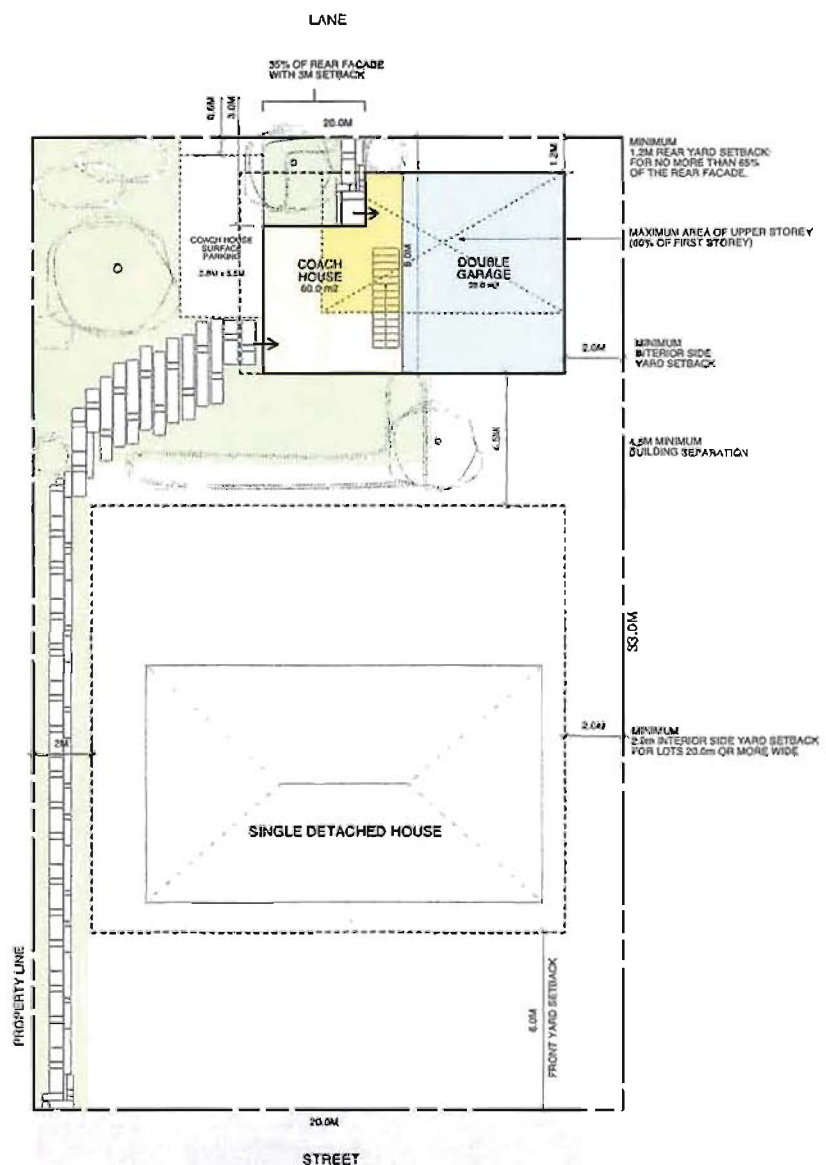 LANE
35% OF REAR FACADE
WITH 3M SETBACK
0.6M
3.0M
20.0M
1.2M
MINIMUM
1.2M REAR YARD SETBACK
FOR NO MORE THAN 65%
OF THE REAR FACADE.
COACH HOUSE
SURFACE
PARKING
COACH
HOUSE
60.0 m2
DOUBLE
GARAGE
MAXIMUM AREA OF UPPER STOREY
(60% OF FIRST STOREY)
2.0M
MINIMUM
INTERIOR SIDE
YARD SETBACK
4.5M
4.5M MINIMUM
BUILDING SEPARATION
33.0M
2M
2.0M
MINIMUM
2.0m INTERIOR SIDE YARD SETBACK
FOR LOTS 20.0m OR MORE WIDE
SINGLE DETACHED HOUSE
PROPERTY LINE
6.0M
FRONT YARD SETBACK
20.0M
STREET